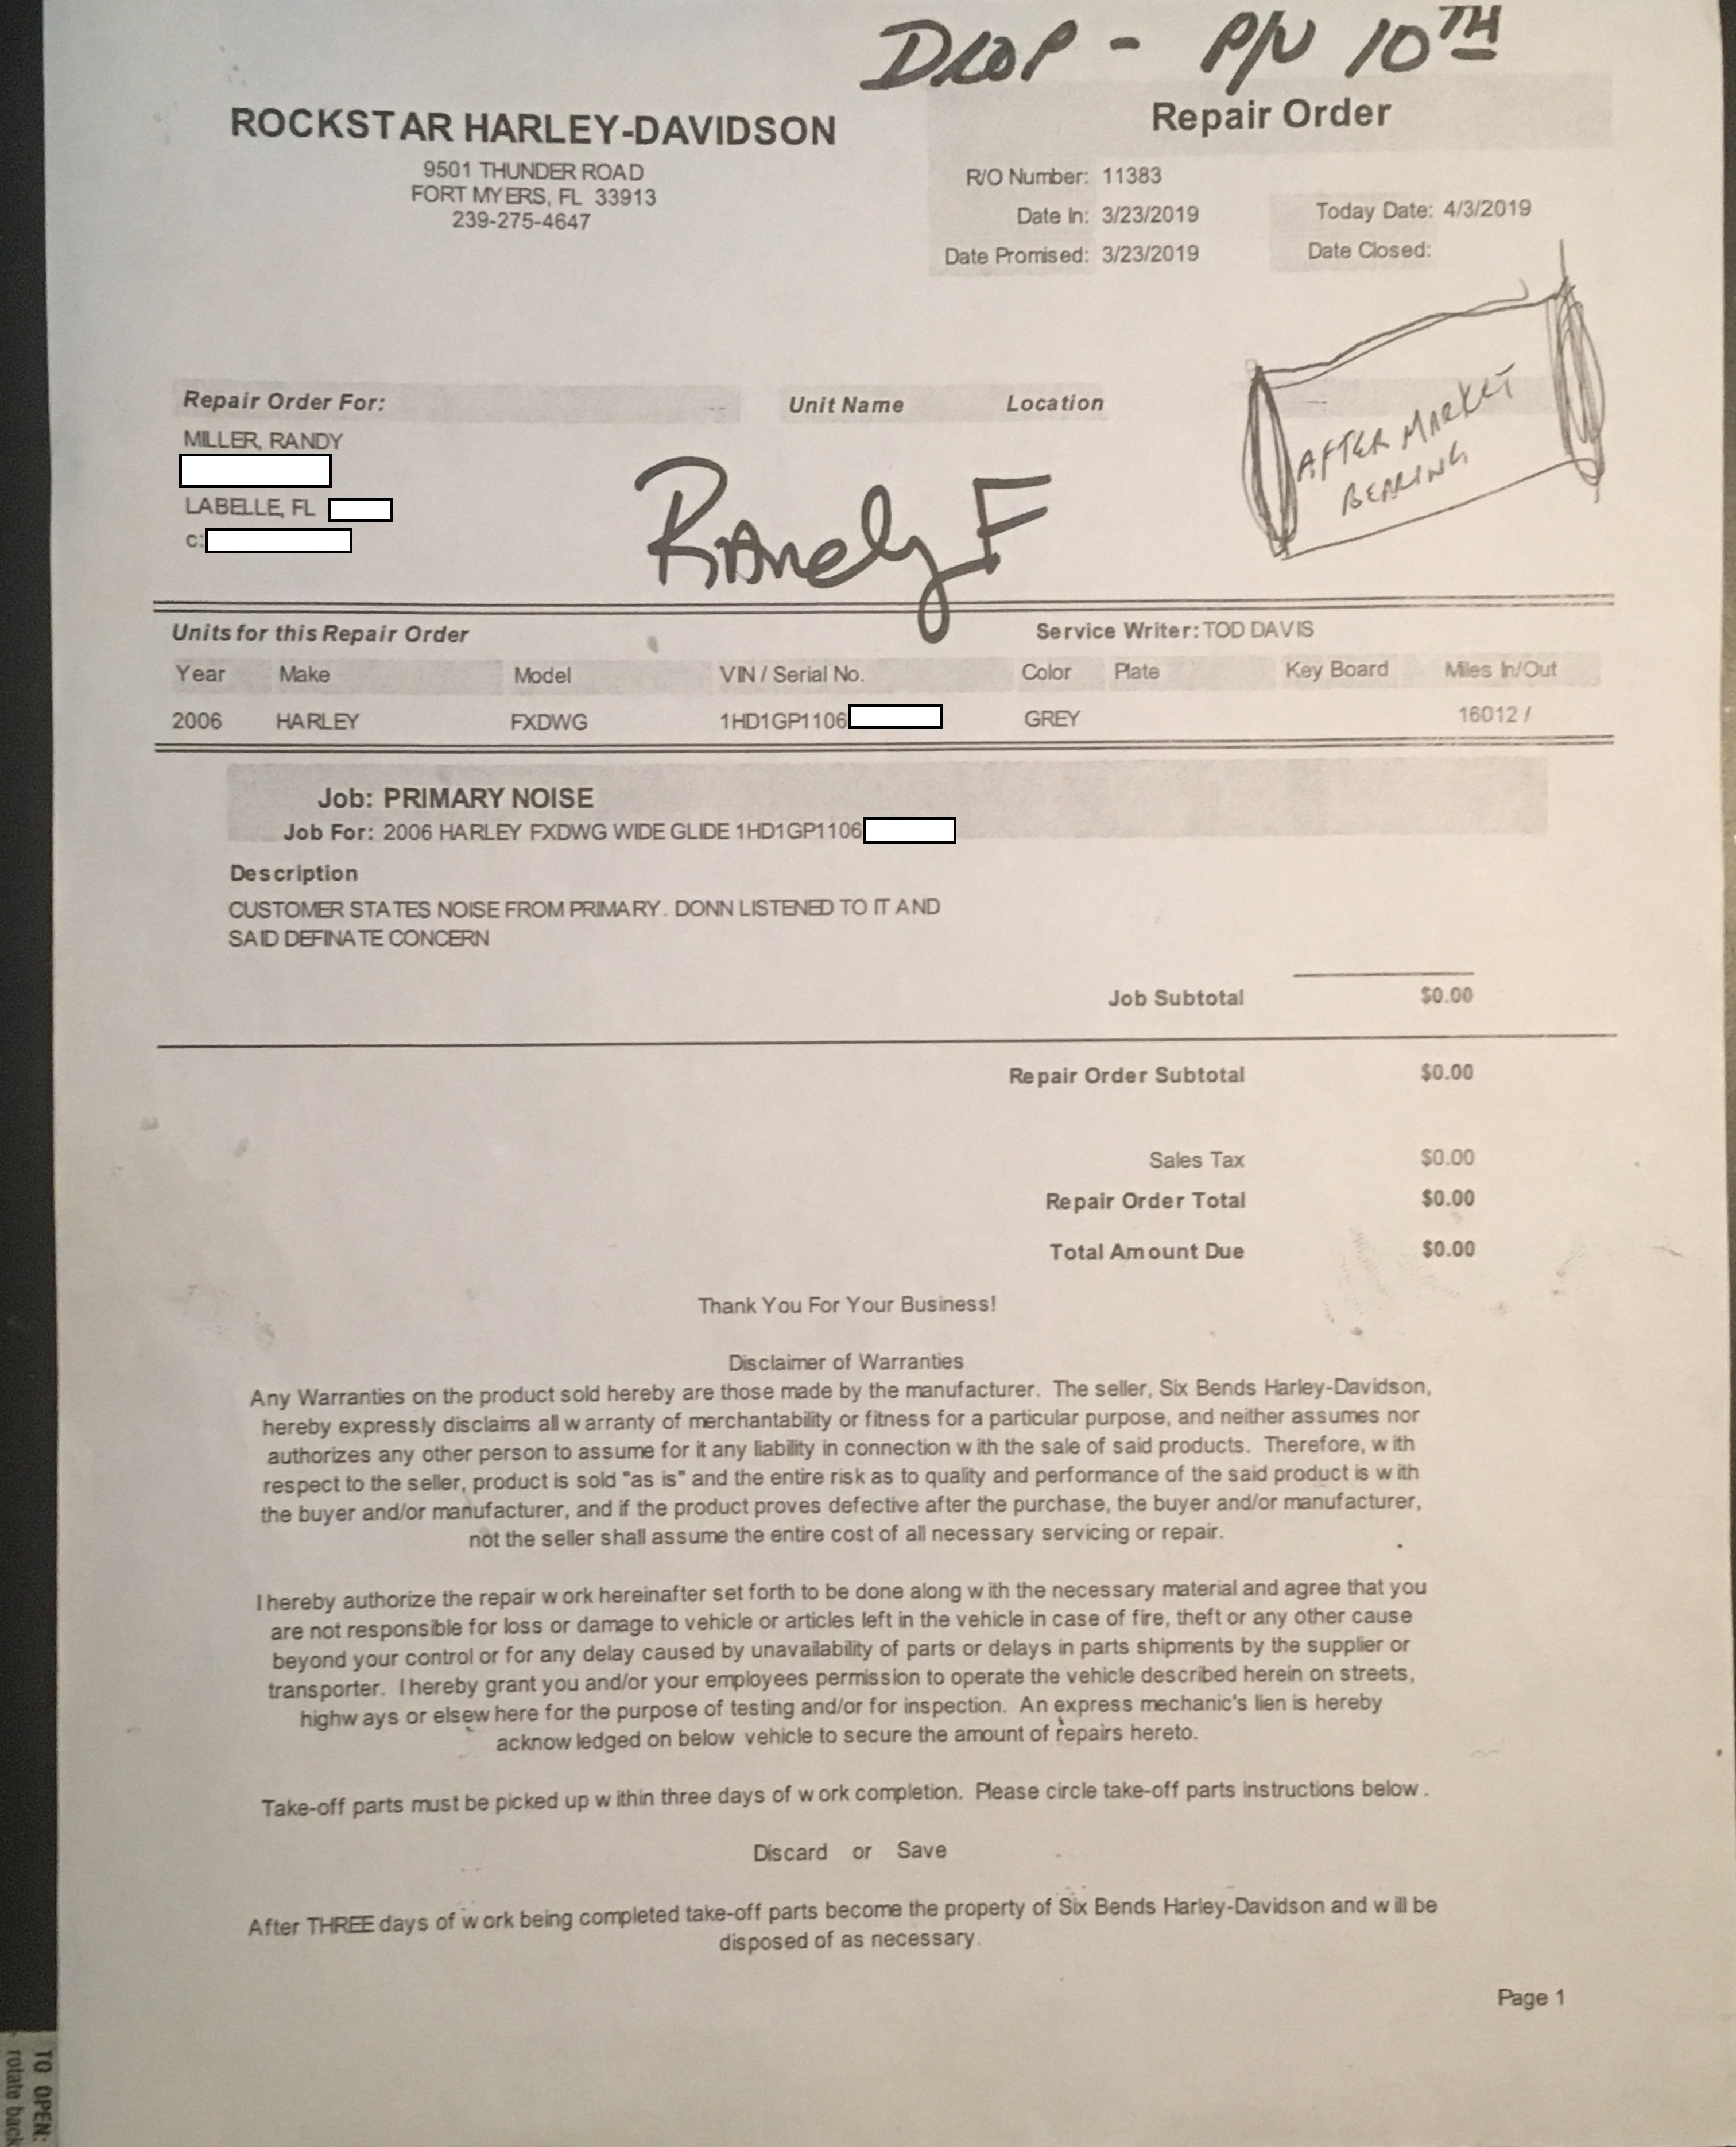 DROP - P/U 10TH
ROCKSTAR HARLEY-DAVIDSON
9501 THUNDER ROAD
FORT MYERS, FL 33913
239-275-4647
Repair Order
R/O Number: 11383
Date In: 3/23/2019 Today Date: 4/3/2019
Date Promised: 3/23/2019 Date Closed:
AFTER MARKET
BEARING
Repair Order For: Unit Name Location
MILLER, RANDY
LABELLE, FL
c:
Randy F
Units for this Repair Order Service Writer: TOD DAVIS
Year Make Model VIN / Serial No. Color Plate Key Board Miles In/Out
2006 HARLEY FXDWG 1HD1GP1106 GREY 16012 /
Job: PRIMARY NOISE
Job For: 2006 HARLEY FXDWG WIDE GLIDE 1HD1GP1106
Description
CUSTOMER STATES NOISE FROM PRIMARY. DONN LISTENED TO IT AND
SAID DEFINATE CONCERN
Job Subtotal $0.00
Repair Order Subtotal $0.00
Sales Tax $0.00
Repair Order Total $0.00
Total Amount Due $0.00
Thank You For Your Business!
Disclaimer of Warranties
Any Warranties on the product sold hereby are those made by the manufacturer. The seller, Six Bends Harley-Davidson,
hereby expressly disclaims all warranty of merchantability or fitness for a particular purpose, and neither assumes nor
authorizes any other person to assume for it any liability in connection with the sale of said products. Therefore, with
respect to the seller, product is sold "as is" and the entire risk as to quality and performance of the said product is with
the buyer and/or manufacturer, and if the product proves defective after the purchase, the buyer and/or manufacturer,
not the seller shall assume the entire cost of all necessary servicing or repair.
I hereby authorize the repair work hereinafter set forth to be done along with the necessary material and agree that you
are not responsible for loss or damage to vehicle or articles left in the vehicle in case of fire, theft or any other cause
beyond your control or for any delay caused by unavailability of parts or delays in parts shipments by the supplier or
transporter. I hereby grant you and/or your employees permission to operate the vehicle described herein on streets,
highways or elsewhere for the purpose of testing and/or for inspection. An express mechanic's lien is hereby
acknowledged on below vehicle to secure the amount of repairs hereto.
Take-off parts must be picked up within three days of work completion. Please circle take-off parts instructions below.
Discard or Save
After THREE days of work being completed take-off parts become the property of Six Bends Harley-Davidson and will be
disposed of as necessary.
Page 1
TO OPEN:
rotate back